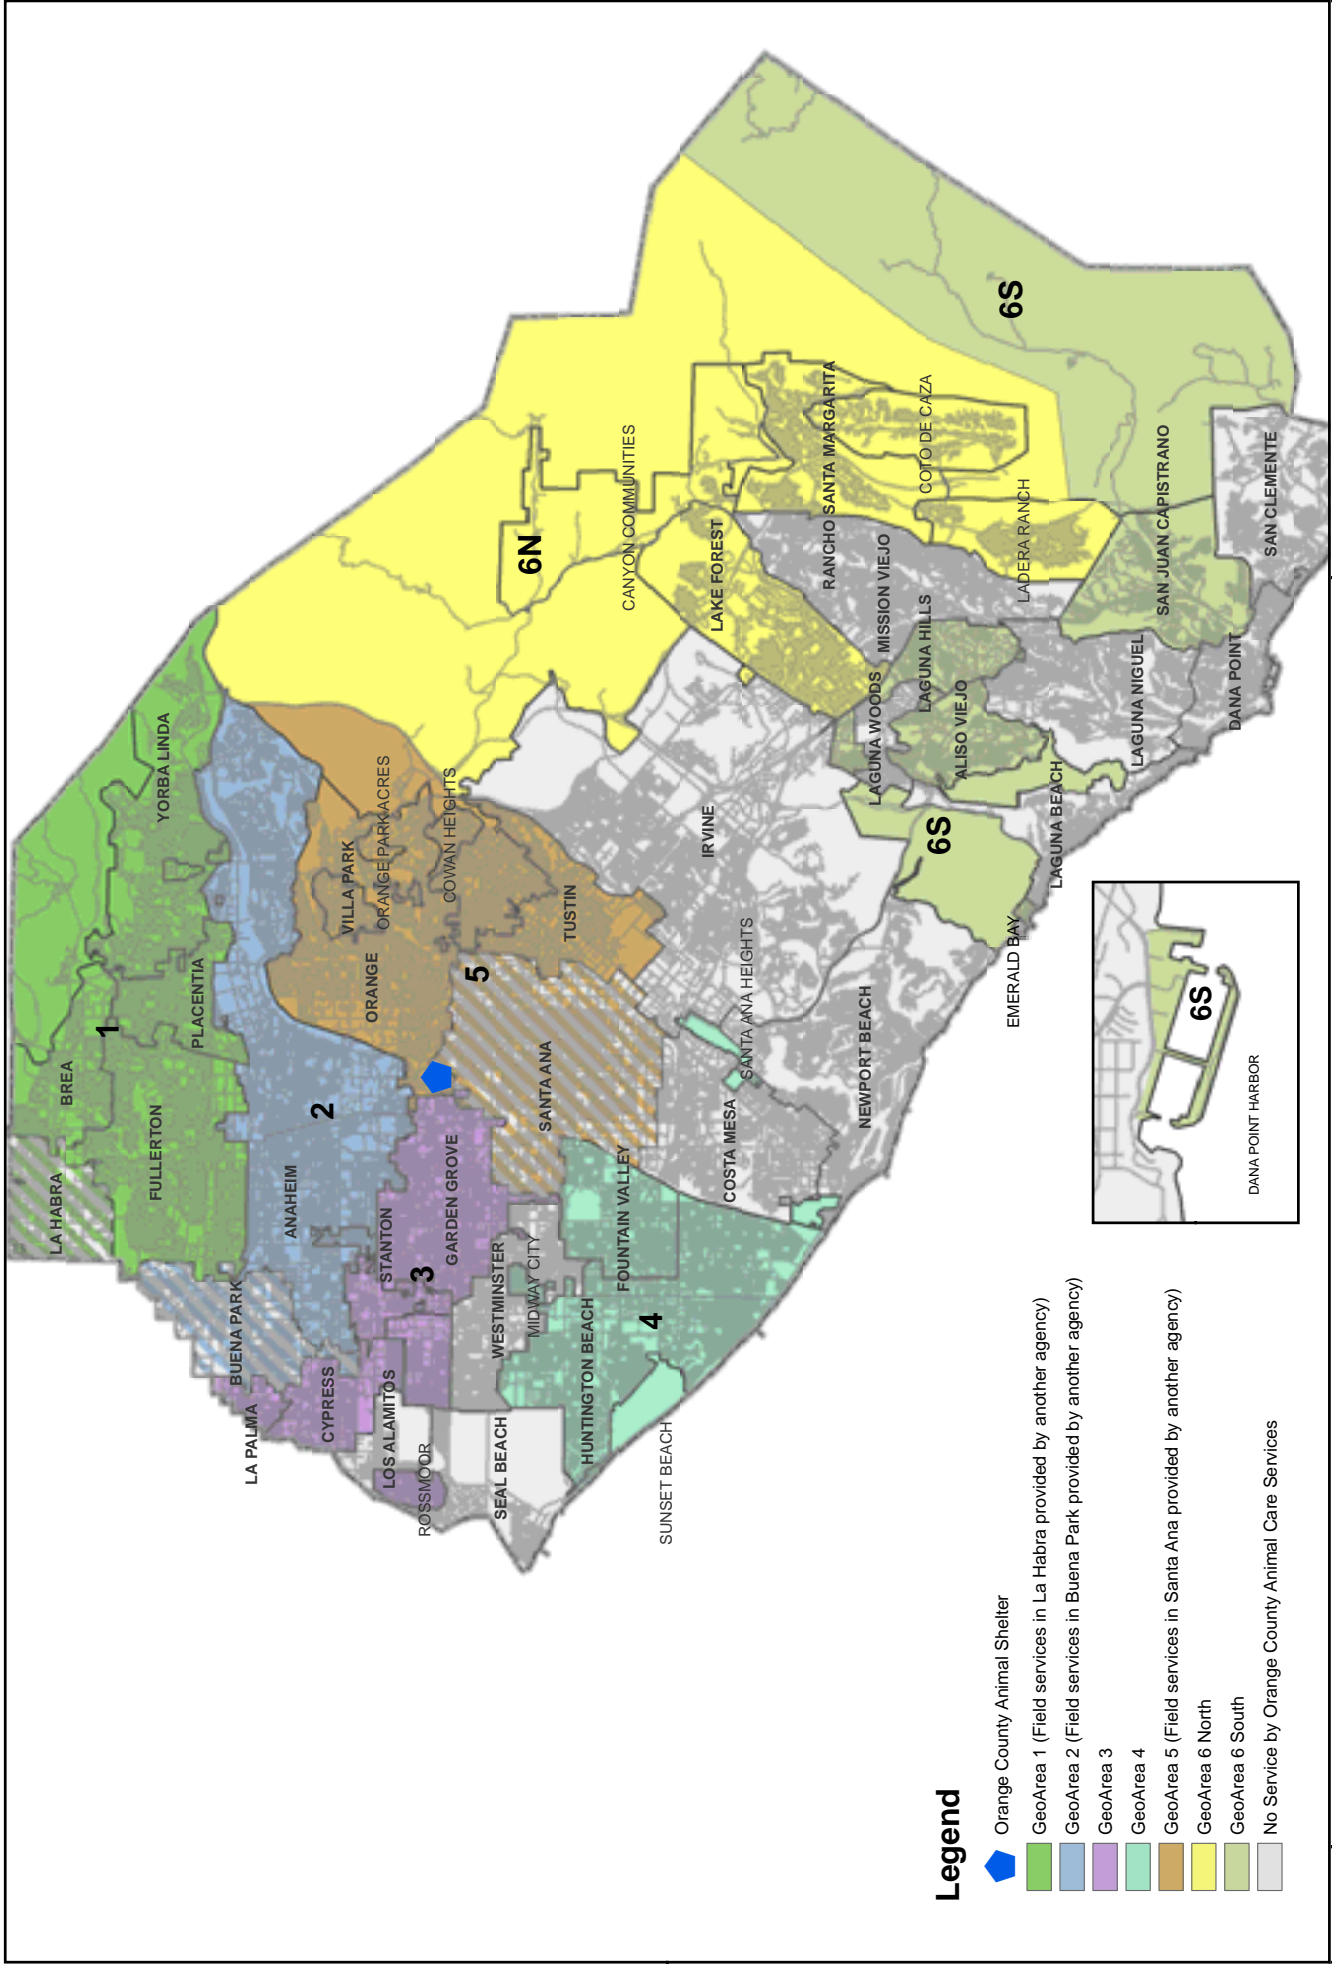 LA HABRA
BREA
1
YORBA LINDA
FULLERTON
PLACENTIA
BUENA PARK
ANAHEIM
2
LA PALMA
CYPRESS
STANTON
VILLA PARK
ORANGE PARK ACRES
ORANGE
COWAN HEIGHTS
LOS ALAMITOS
ROSSMOOR
3
GARDEN GROVE
5
TUSTIN
6N
CANYON COMMUNITIES
SEAL BEACH
WESTMINSTER
MIDWAY CITY
SANTA ANA
HUNTINGTON BEACH
FOUNTAIN VALLEY
4
SUNSET BEACH
COSTA MESA
SANTA ANA HEIGHTS
IRVINE
LAKE FOREST
RANCHO SANTA MARGARITA
COTO DE CAZA
MISSION VIEJO
LADERA RANCH
NEWPORT BEACH
LAGUNA WOODS
LAGUNA HILLS
ALISO VIEJO
6S
6S
EMERALD BAY
LAGUNA BEACH
LAGUNA NIGUEL
SAN JUAN CAPISTRANO
DANA POINT
SAN CLEMENTE
6S
DANA POINT HARBOR
Legend
Orange County Animal Shelter
GeoArea 1 (Field services in La Habra provided by another agency)
GeoArea 2 (Field services in Buena Park provided by another agency)
GeoArea 3
GeoArea 4
GeoArea 5 (Field services in Santa Ana provided by another agency)
GeoArea 6 North
GeoArea 6 South
No Service by Orange County Animal Care Services